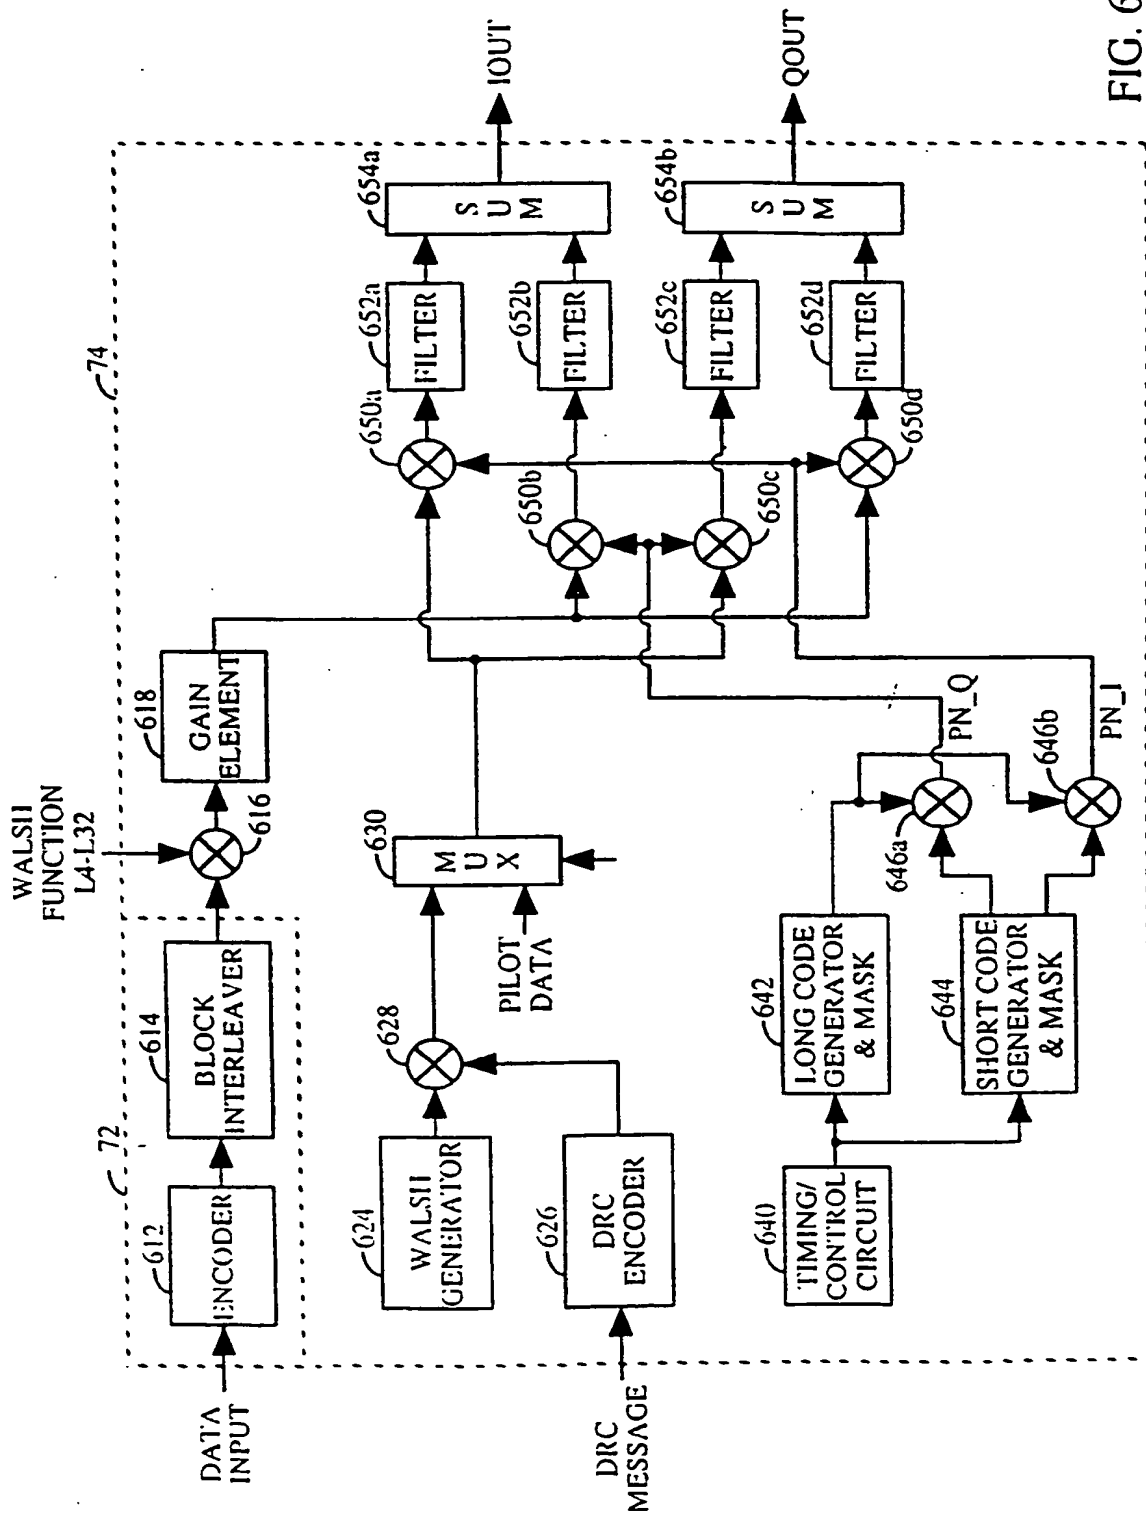 FIG. 6
74
72
WALSH
FUNCTION
L4-L32
DATA
INPUT
612
ENCODER
614
BLOCK
INTERLEAVER
616
618
GAIN
ELEMENT
624
WALSH
GENERATOR
DRC
MESSAGE
626
DRC
ENCODER
628
PILOT
DATA
630
MUX
640
TIMING/
CONTROL
CIRCUIT
642
LONG CODE
GENERATOR
& MASK
644
SHORT CODE
GENERATOR
& MASK
646a
646b
PN_Q
PN_I
650a
650b
650c
650d
652a
FILTER
652b
FILTER
652c
FILTER
652d
FILTER
654a
SUM
654b
SUM
IOUT
QOUT